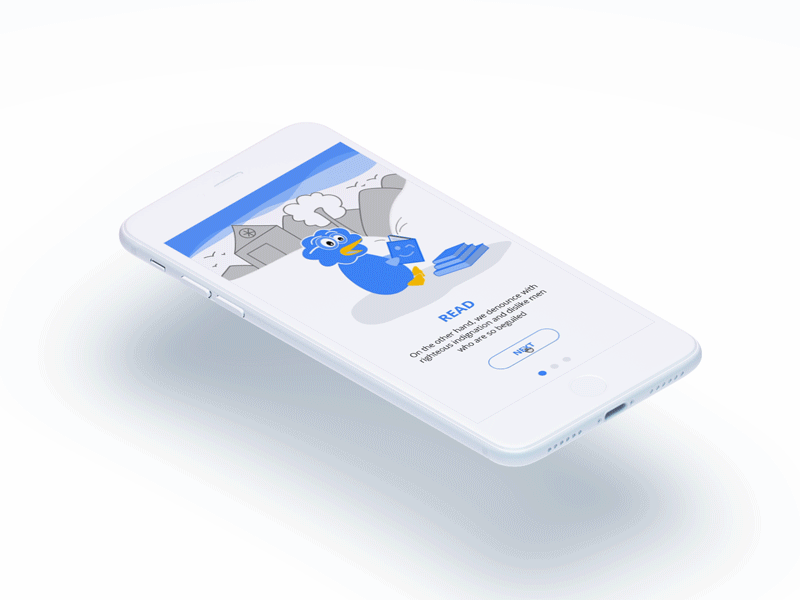 READ
On the other hand, we denounce with
righteous indignation and dislike men
who are so beguiled
NEXT